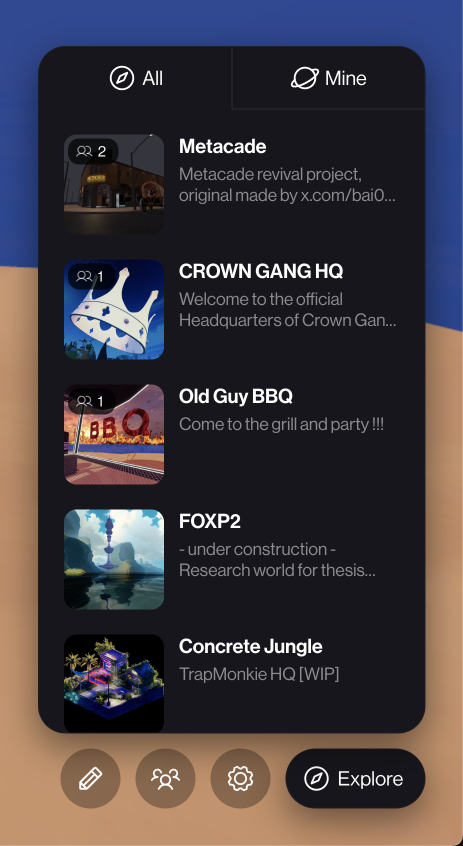 All
Mine
2
Metacade
Metacade revival project,
original made by x.com/bai0...
1
CROWN GANG HQ
Welcome to the official
Headquarters of Crown Gan...
1
BBQ
Old Guy BBQ
Come to the grill and party !!!
FOXP2
- under construction -
Research world for thesis...
Concrete Jungle
TrapMonkie HQ [WIP]
Explore